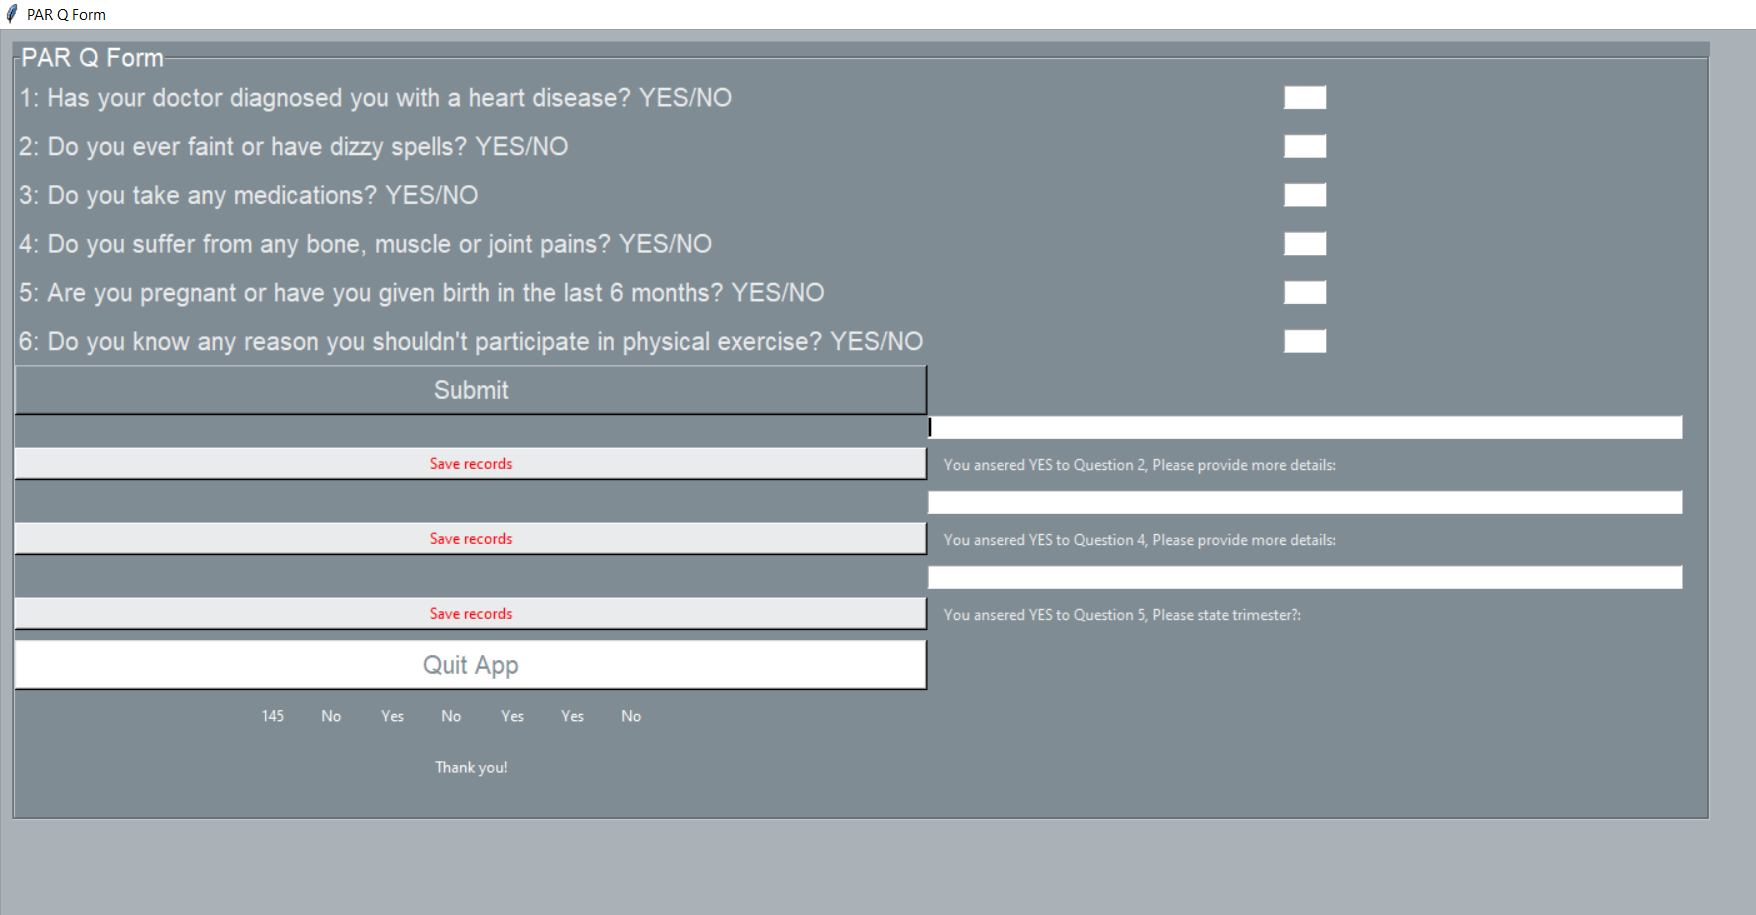 PAR Q Form
PAR Q Form
1: Has your doctor diagnosed you with a heart disease? YES/NO
2: Do you ever faint or have dizzy spells? YES/NO
3: Do you take any medications? YES/NO
4: Do you suffer from any bone, muscle or joint pains? YES/NO
5: Are you pregnant or have you given birth in the last 6 months? YES/NO
6: Do you know any reason you shouldn't participate in physical exercise? YES/NO
Submit
Save records You ansered YES to Question 2, Please provide more details:
Save records You ansered YES to Question 4, Please provide more details:
Save records You ansered YES to Question 5, Please state trimester?:
Quit App
145 No Yes No Yes Yes No
Thank you!